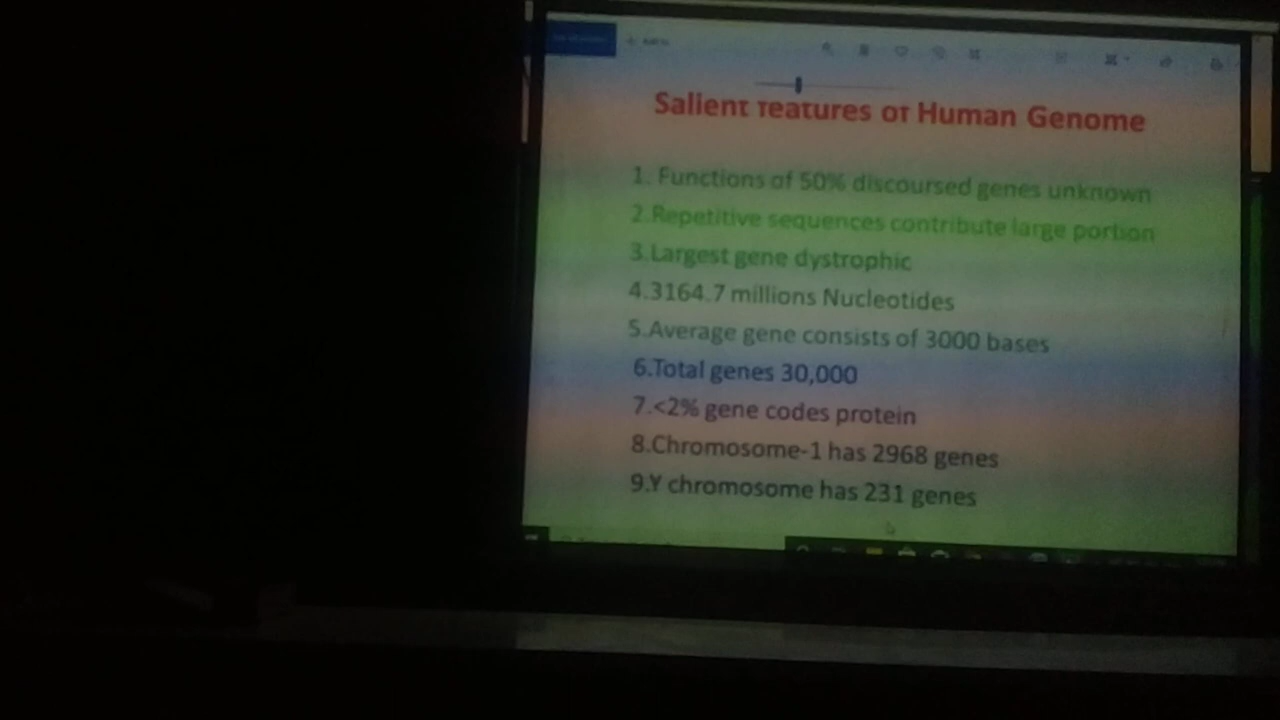 Salient features of Human Genome
1. Functions of 50% discoursed genes unknown
2.Repetitive sequences contribute large portion
3.Largest gene dystrophic
4.3164.7 millions Nucleotides
5.Average gene consists of 3000 bases
6.Total genes 30,000
7.<2% gene codes protein
8.Chromosome-1 has 2968 genes
9.Y chromosome has 231 genes